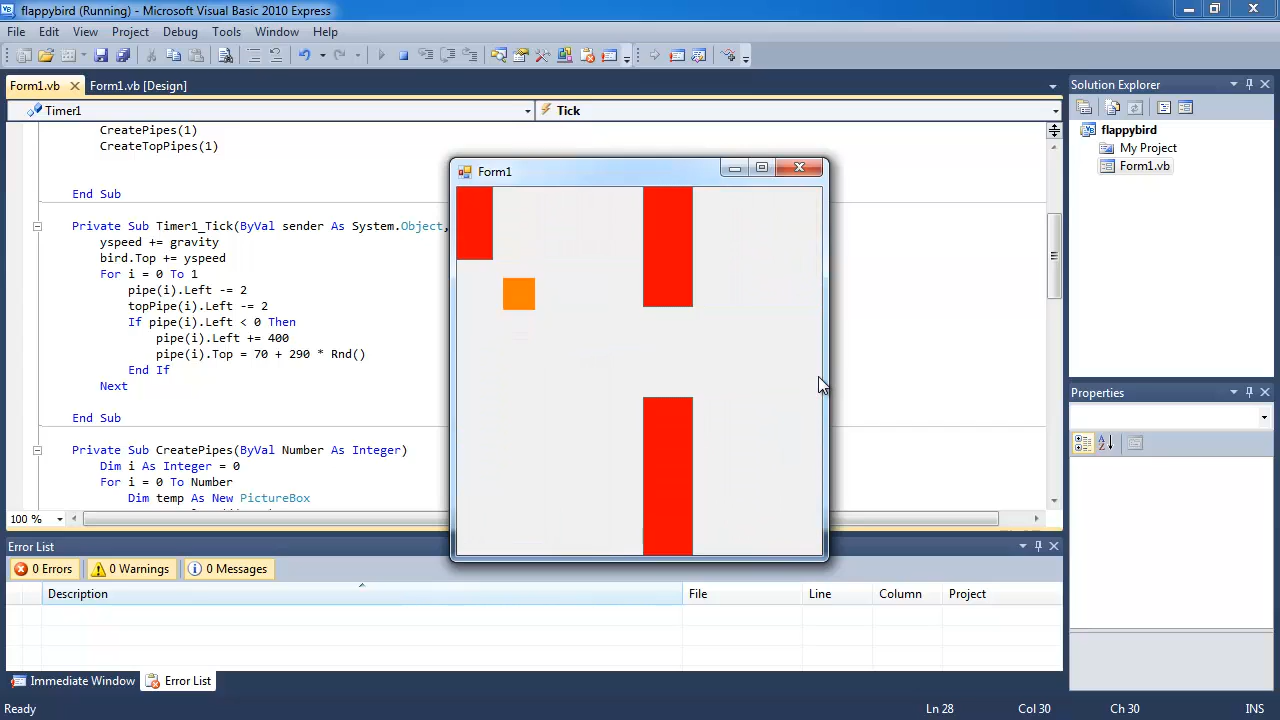 flappybird (Running) - Microsoft Visual Basic 2010 Express
File Edit View Project Debug Tools Window Help
Form1.vb Form1.vb [Design]
Timer1 Tick
CreatePipes(1)
CreateTopPipes(1)
End Sub
Private Sub Timer1_Tick(ByVal sender As System.Object,
yspeed += gravity
bird.Top += yspeed
For i = 0 To 1
pipe(i).Left -= 2
topPipe(i).Left -= 2
If pipe(i).Left < 0 Then
pipe(i).Left += 400
pipe(i).Top = 70 + 290 * Rnd()
End If
Next
End Sub
Private Sub CreatePipes(ByVal Number As Integer)
Dim i As Integer = 0
For i = 0 To Number
Dim temp As New PictureBox
100 %
Form1
Solution Explorer
flappybird
My Project
Form1.vb
Properties
Error List
0 Errors 0 Warnings 0 Messages
Description File Line Column Project
Immediate Window Error List
Ready Ln 28 Col 30 Ch 30 INS